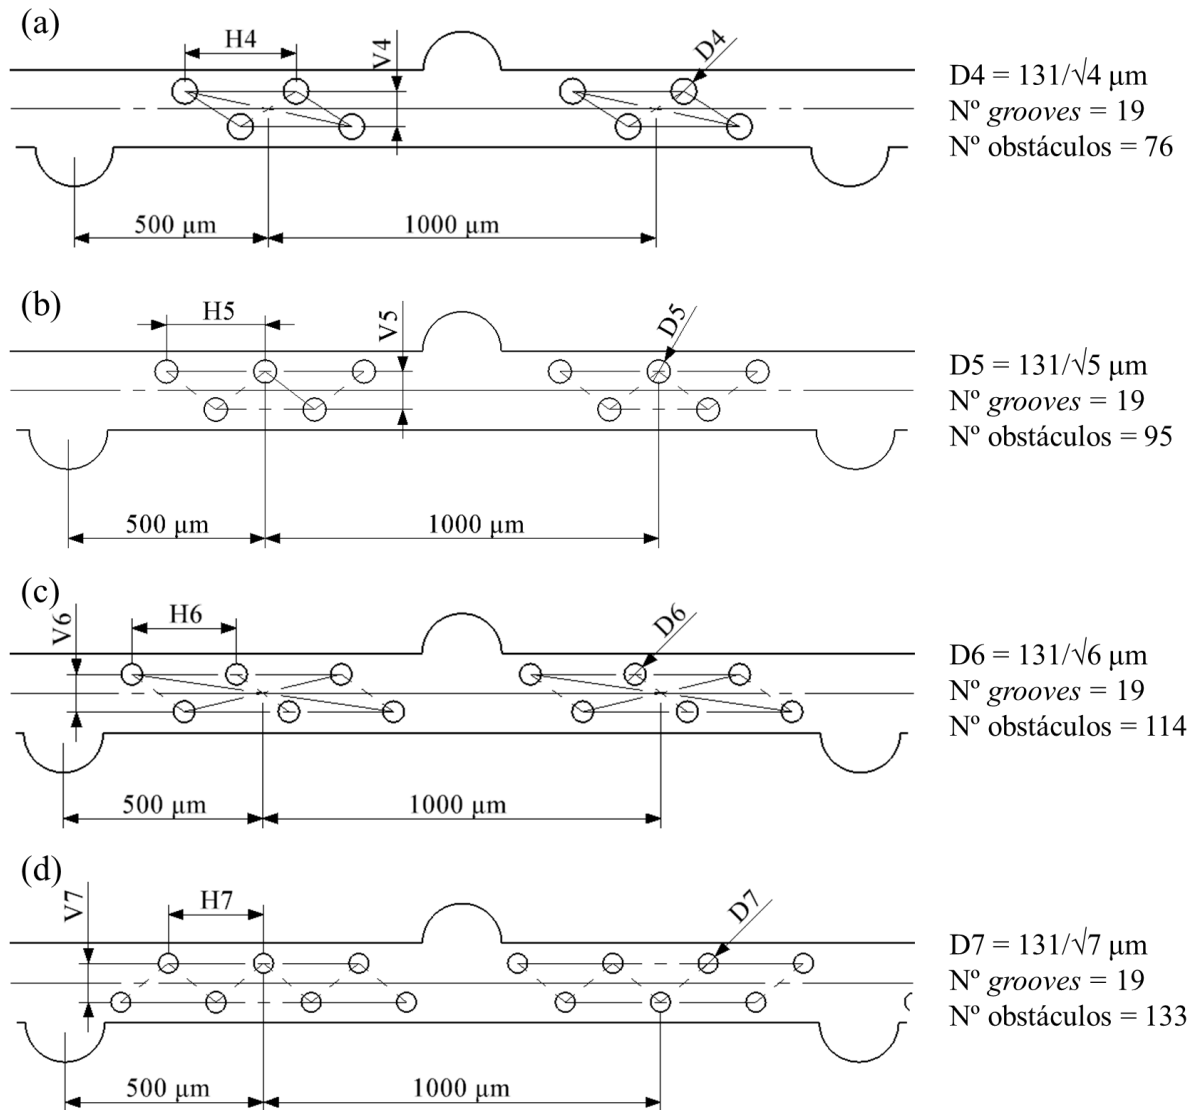 (a)
H4
V4
D4
D4 = 131/√4 μm
Nº grooves = 19
Nº obstáculos = 76
500 μm
1000 μm
(b)
H5
V5
D5
D5 = 131/√5 μm
Nº grooves = 19
Nº obstáculos = 95
500 μm
1000 μm
(c)
V6
H6
D6
D6 = 131/√6 μm
Nº grooves = 19
Nº obstáculos = 114
500 μm
1000 μm
(d)
V7
H7
D7
D7 = 131/√7 μm
Nº grooves = 19
Nº obstáculos = 133
500 μm
1000 μm